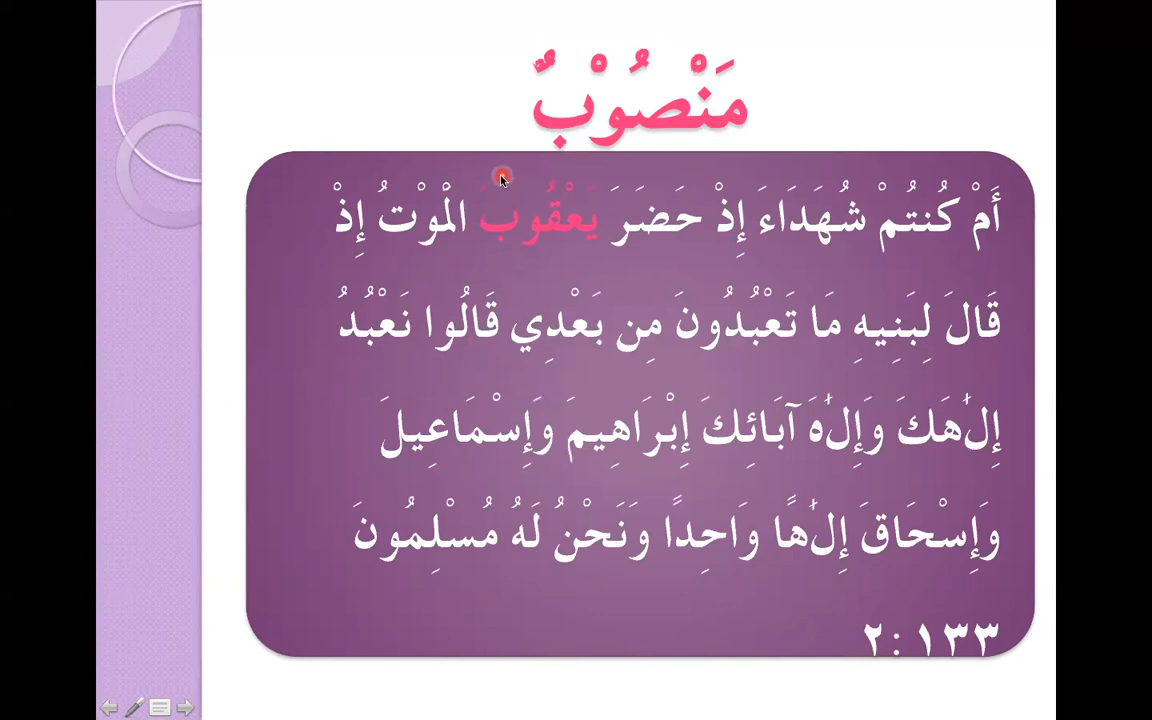 مَنْصُوْبٌ
أَمْ كُنتُمْ شُهَدَاءَ إِذْ حَضَرَ يَعْقُوبَ الْمَوْتُ إِذْ
قَالَ لِبَنِيهِ مَا تَعْبُدُونَ مِن بَعْدِي قَالُوا نَعْبُدُ
إِلَٰهَكَ وَإِلَٰهَ آبَائِكَ إِبْرَاهِيمَ وَإِسْمَاعِيلَ
وَإِسْحَاقَ إِلَٰهًا وَاحِدًا وَنَحْنُ لَهُ مُسْلِمُونَ
٢:١٣٣